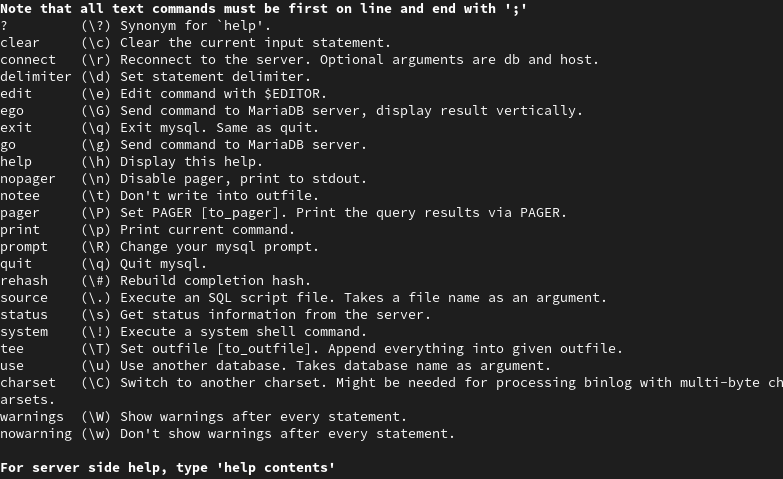 Note that all text commands must be first on line and end with ';'
?         (\?) Synonym for `help'.
clear     (\c) Clear the current input statement.
connect   (\r) Reconnect to the server. Optional arguments are db and host.
delimiter (\d) Set statement delimiter.
edit      (\e) Edit command with $EDITOR.
ego       (\G) Send command to MariaDB server, display result vertically.
exit      (\q) Exit mysql. Same as quit.
go        (\g) Send command to MariaDB server.
help      (\h) Display this help.
nopager   (\n) Disable pager, print to stdout.
notee     (\t) Don't write into outfile.
pager     (\P) Set PAGER [to_pager]. Print the query results via PAGER.
print     (\p) Print current command.
prompt    (\R) Change your mysql prompt.
quit      (\q) Quit mysql.
rehash    (\#) Rebuild completion hash.
source    (\.) Execute an SQL script file. Takes a file name as an argument.
status    (\s) Get status information from the server.
system    (\!) Execute a system shell command.
tee       (\T) Set outfile [to_outfile]. Append everything into given outfile.
use       (\u) Use another database. Takes database name as argument.
charset   (\C) Switch to another charset. Might be needed for processing binlog with multi-byte ch
arsets.
warnings  (\W) Show warnings after every statement.
nowarning (\w) Don't show warnings after every statement.
For server side help, type 'help contents'